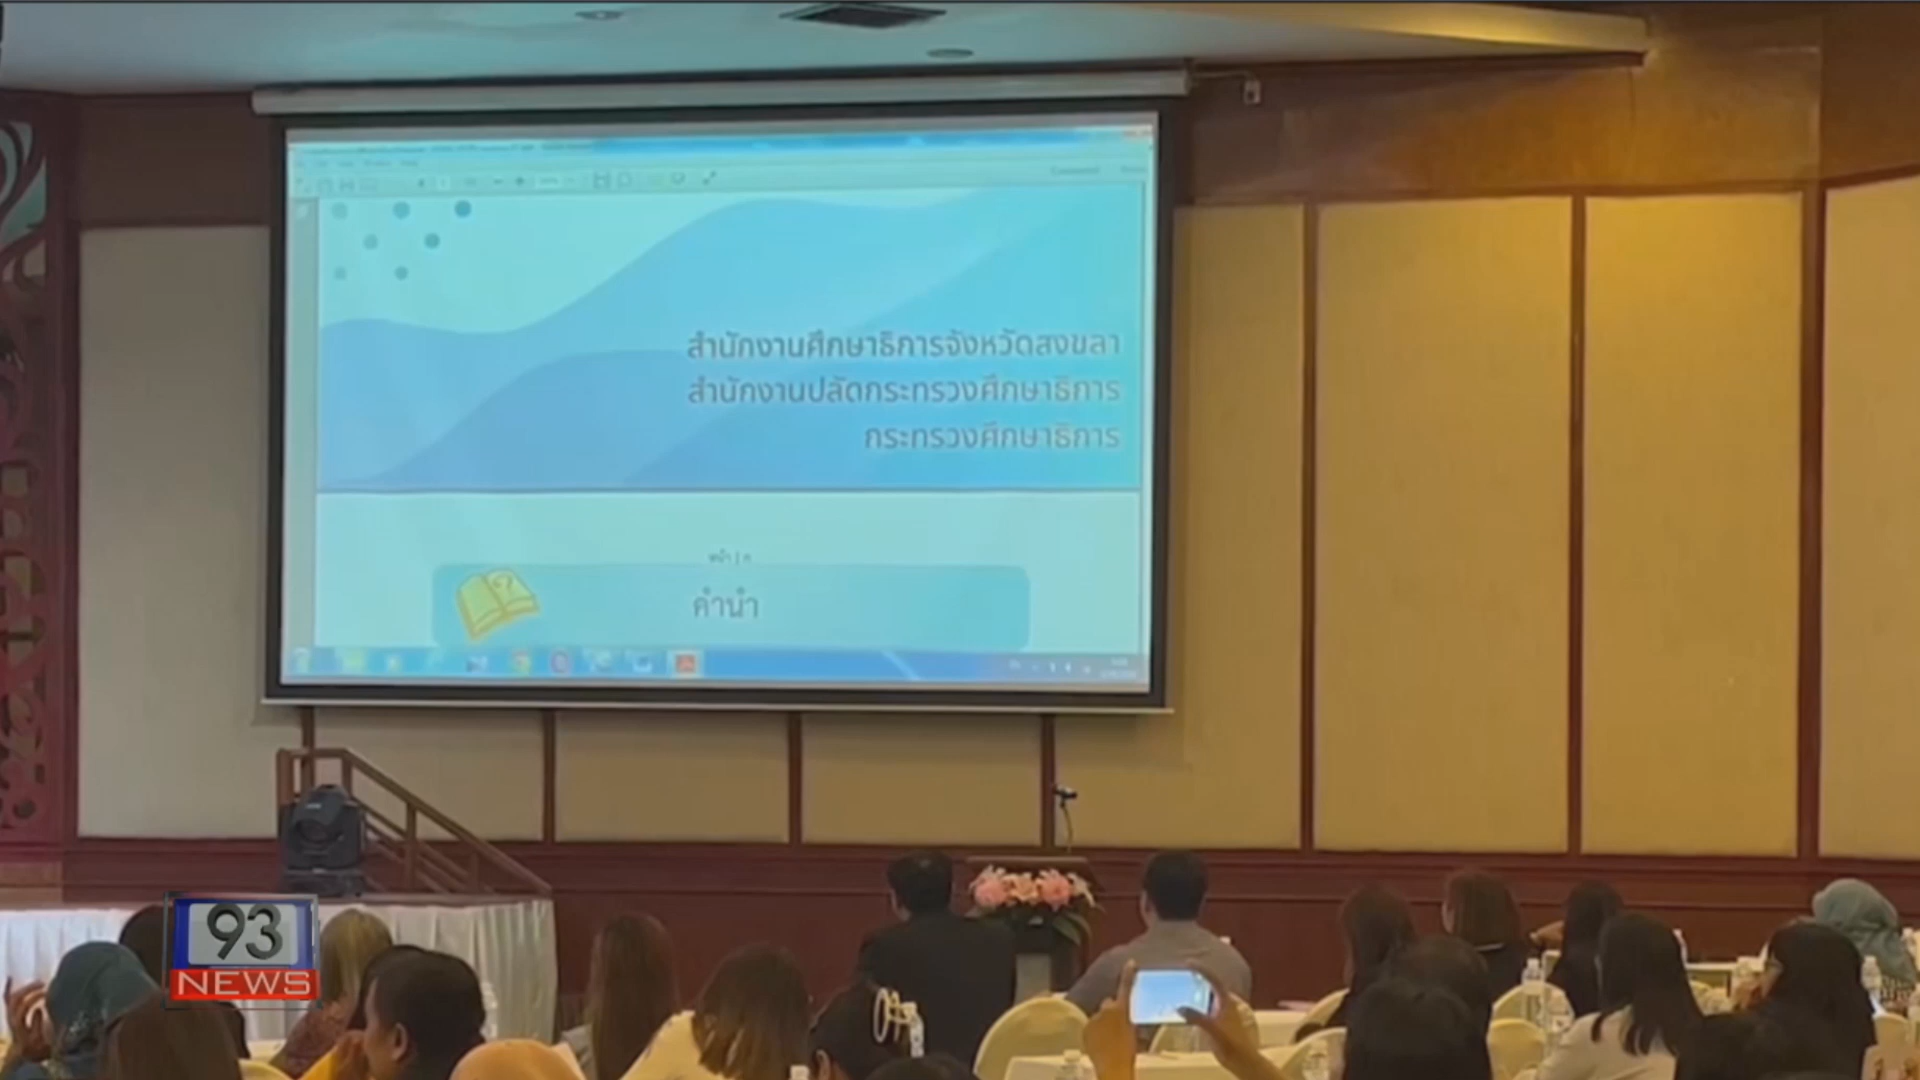 สำนักงานศึกษาธิการจังหวัดสงขลา
สำนักงานปลัดกระทรวงศึกษาธิการ
กระทรวงศึกษาธิการ
คำนำ
93
NEWS